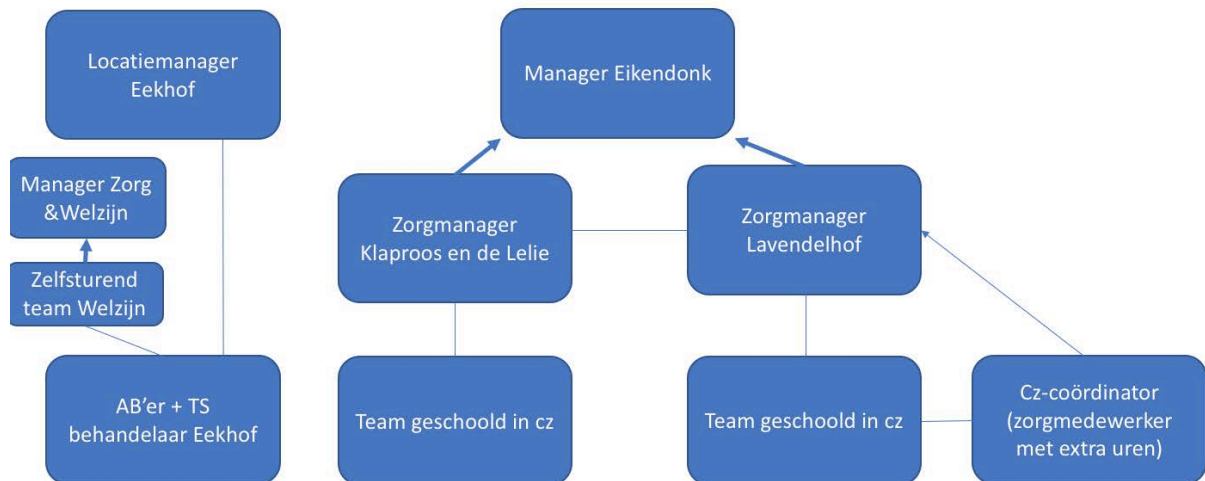 Locatiemanager
Eekhof
Manager Eikendonk
Manager Zorg
&Welzijn
Zorgmanager
Klaproos en de Lelie
Zorgmanager
Lavendelhof
Zelfsturend
team Welzijn
AB'er + TS
behandelaar Eekhof
Team geschoold in cz
Team geschoold in cz
Cz-coördinator
(zorgmedewerker
met extra uren)